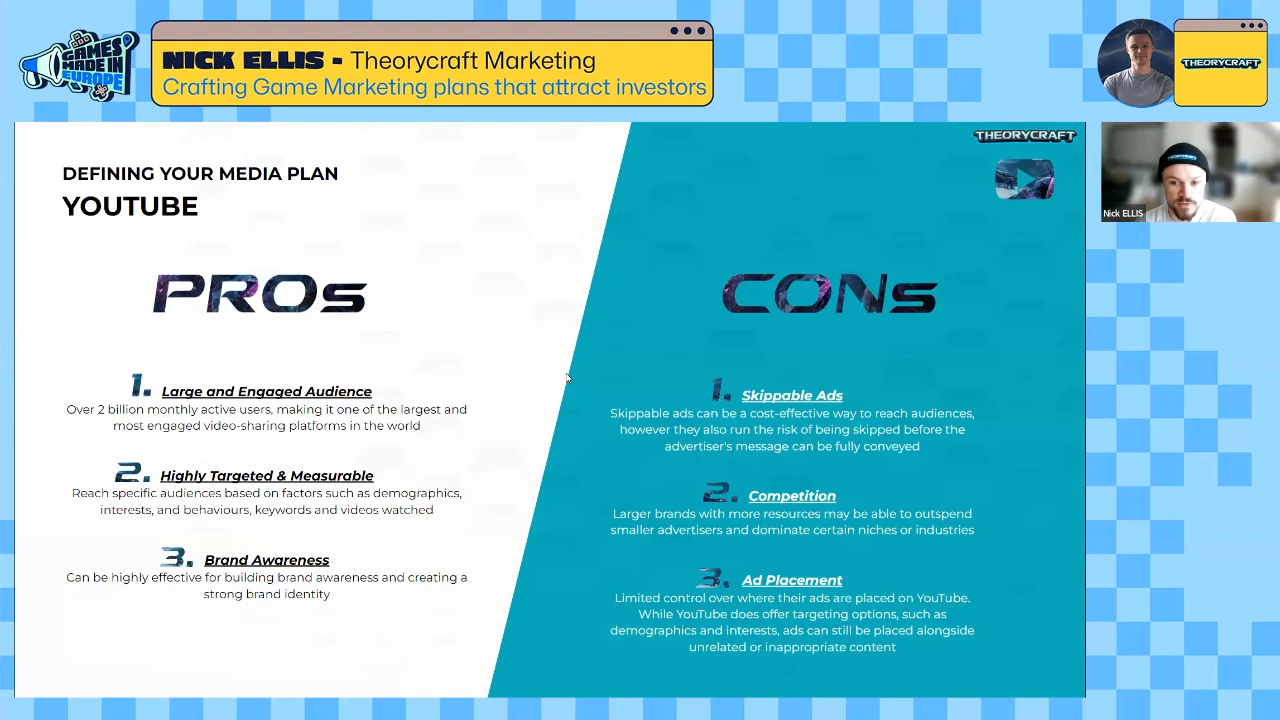 GAMES
MADE IN
EUROPE
NICK ELLIS - Theorycraft Marketing
Crafting Game Marketing plans that attract investors
THEORYCRAFT
THEORYCRAFT
DEFINING YOUR MEDIA PLAN
YOUTUBE
PROs
1. Large and Engaged Audience
Over 2 billion monthly active users, making it one of the largest and
most engaged video-sharing platforms in the world
2. Highly Targeted & Measurable
Reach specific audiences based on factors such as demographics,
interests, and behaviours, keywords and videos watched
3. Brand Awareness
Can be highly effective for building brand awareness and creating a
strong brand identity
CONs
1. Skippable Ads
Skippable ads can be a cost-effective way to reach audiences,
however they also run the risk of being skipped before the
advertiser's message can be fully conveyed
2. Competition
Larger brands with more resources may be able to outspend
smaller advertisers and dominate certain niches or industries
3. Ad Placement
Limited control over where their ads are placed on YouTube.
While YouTube does offer targeting options, such as
demographics and interests, ads can still be placed alongside
unrelated or inappropriate content
THEORYCRAFT
Nick ELLIS